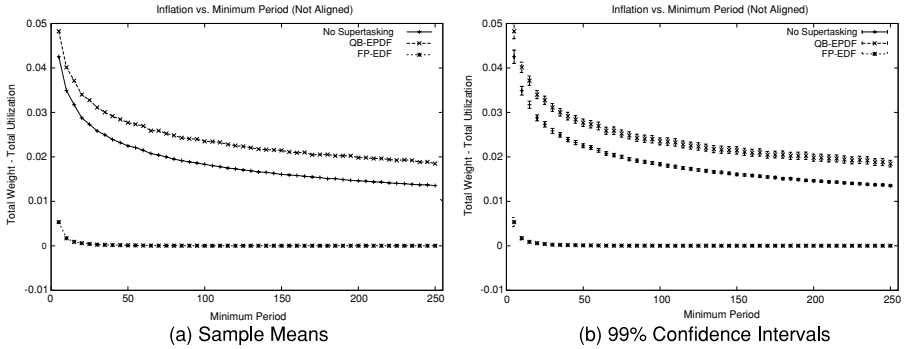 Inflation vs. Minimum Period (Not Aligned)
0.05
0.04
0.03
0.02
0.01
0
-0.01
Total Weight - Total Utilization
No Supertasking
QB-EPDF
FP-EDF
0 50 100 150 200 250
Minimum Period
(a) Sample Means
Inflation vs. Minimum Period (Not Aligned)
0.05
0.04
0.03
0.02
0.01
0
-0.01
Total Weight - Total Utilization
No Supertasking
QB-EPDF
FP-EDF
0 50 100 150 200 250
Minimum Period
(b) 99% Confidence Intervals